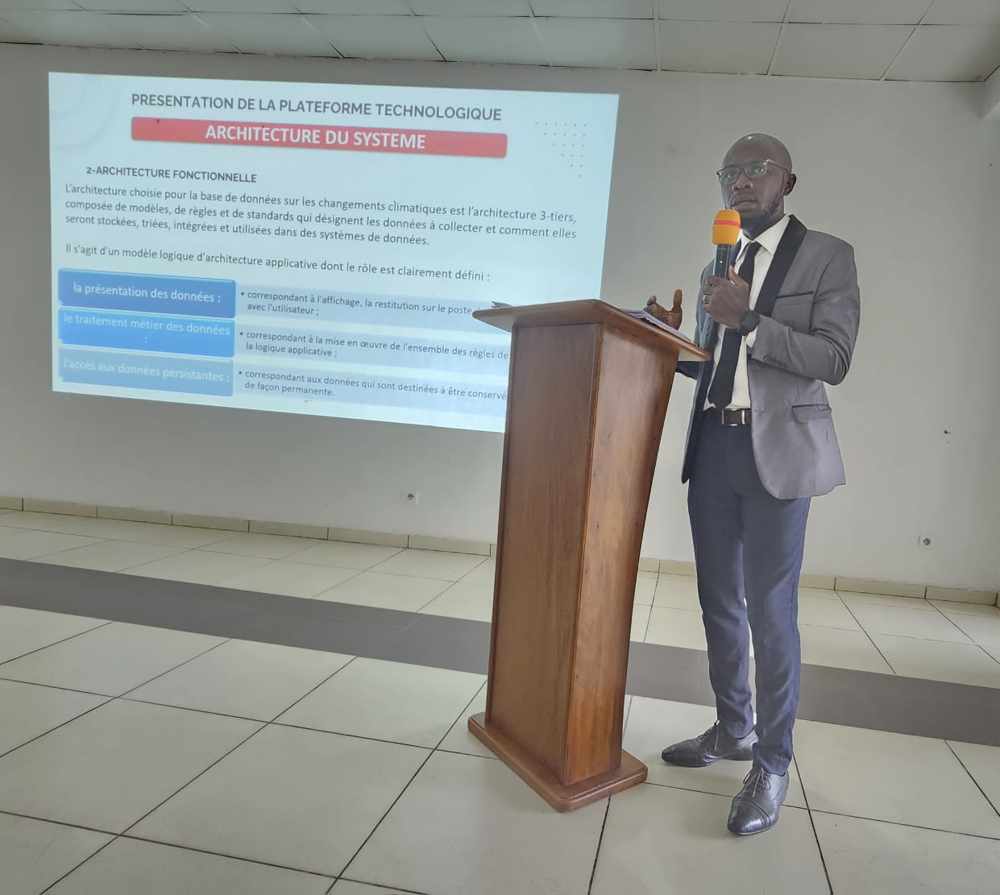 PRESENTATION DE LA PLATEFORME TECHNOLOGIQUE
ARCHITECTURE DU SYSTEME
2-ARCHITECTURE FONCTIONNELLE
L'architecture choisie pour la base de données sur les changements climatiques est l'architecture 3-tiers,
composée de modèles, de règles et de standards qui désignent les données à collecter et comment elles
seront stockées, triées, intégrées et utilisées dans des systèmes de données.
Il s'agit d'un modèle logique d'architecture applicative dont le rôle est clairement défini :
la présentation des données :
• correspondant à l'affichage, la restitution sur le poste
avec l'utilisateur ;
le traitement métier des données
:
• correspondant à la mise en œuvre de l'ensemble des règles de
la logique applicative ;
l'accès aux données persistantes :
• correspondant aux données qui sont destinées à être conservé
de façon permanente.